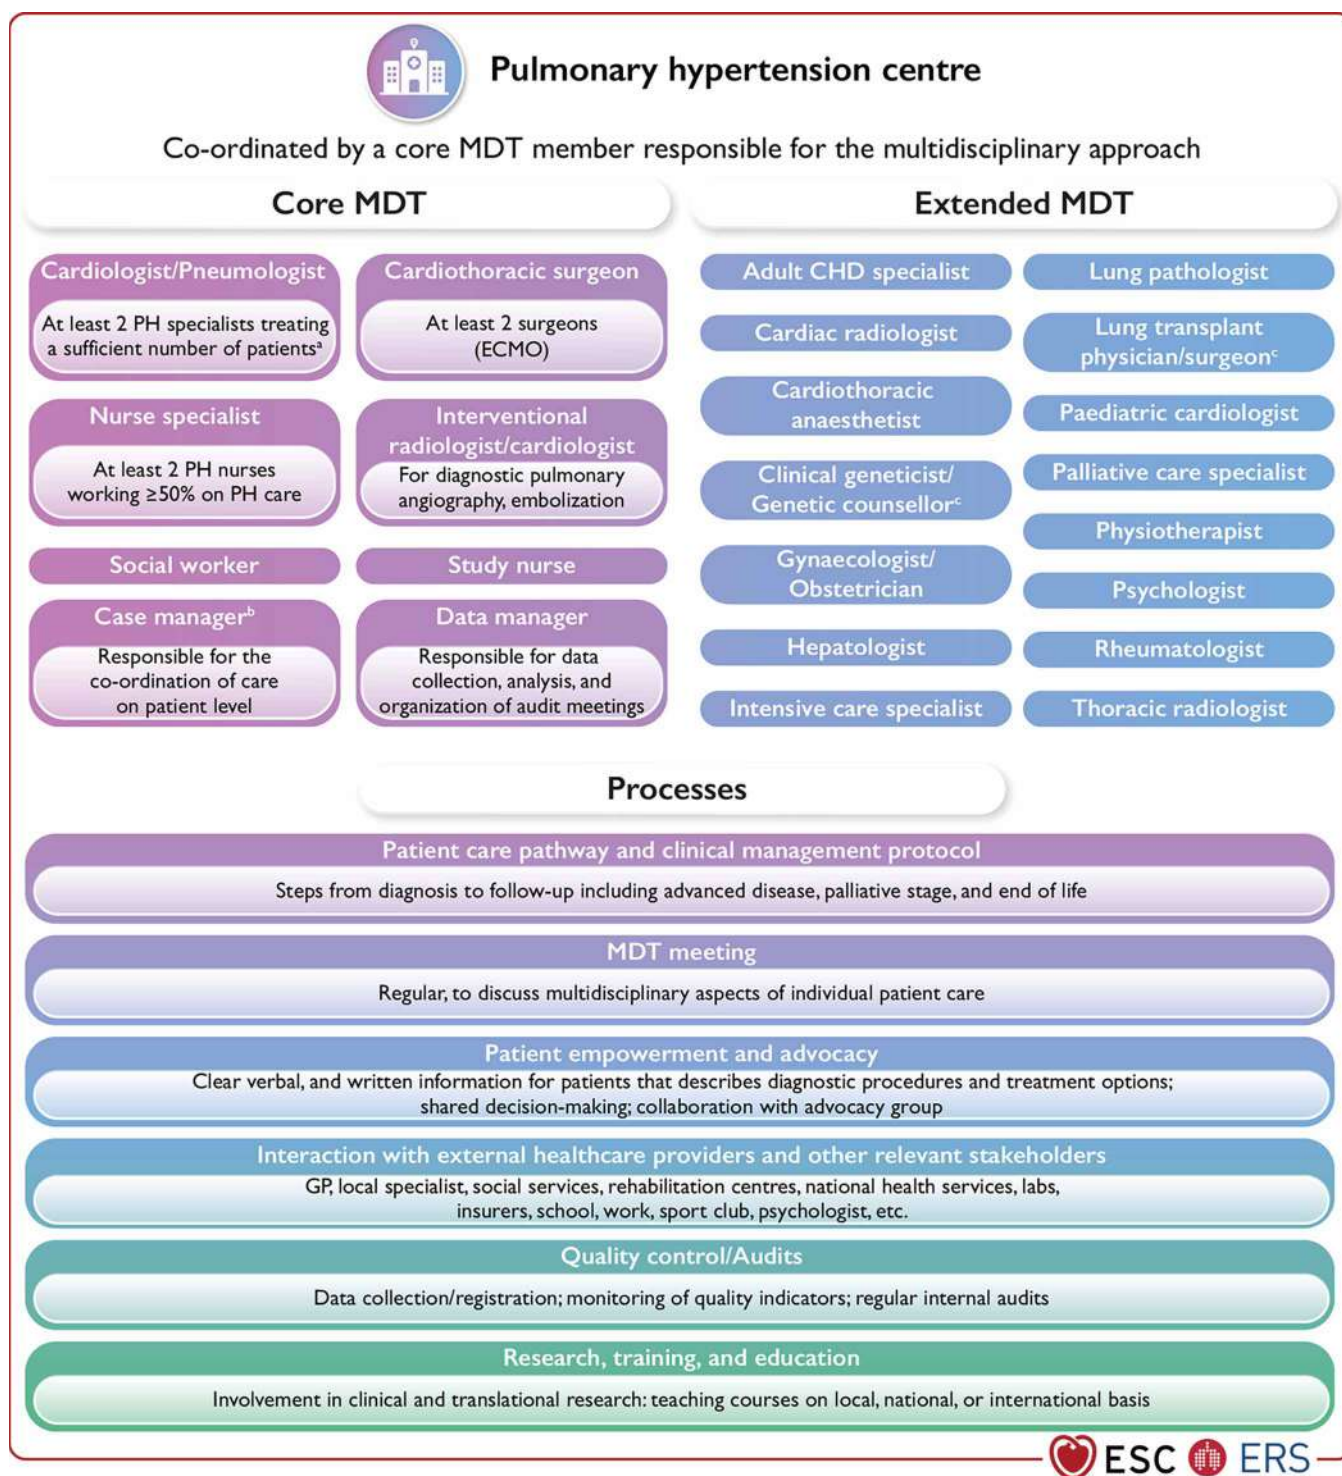 Pulmonary hypertension centre
Co-ordinated by a core MDT member responsible for the multidisciplinary approach
Core MDT
Cardiologist/Pneumologist
At least 2 PH specialists treating
a sufficient number of patientsᵃ
Cardiothoracic surgeon
At least 2 surgeons
(ECMO)
Nurse specialist
At least 2 PH nurses
working ≥50% on PH care
Interventional
radiologist/cardiologist
For diagnostic pulmonary
angiography, embolization
Social worker
Study nurse
Case managerᵇ
Responsible for the
co-ordination of care
on patient level
Data manager
Responsible for data
collection, analysis, and
organization of audit meetings
Extended MDT
Adult CHD specialist
Cardiac radiologist
Cardiothoracic
anaesthetist
Clinical geneticist/
Genetic counsellorᶜ
Gynaecologist/
Obstetrician
Hepatologist
Intensive care specialist
Lung pathologist
Lung transplant
physician/surgeonᶜ
Paediatric cardiologist
Palliative care specialist
Physiotherapist
Psychologist
Rheumatologist
Thoracic radiologist
Processes
Patient care pathway and clinical management protocol
Steps from diagnosis to follow-up including advanced disease, palliative stage, and end of life
MDT meeting
Regular, to discuss multidisciplinary aspects of individual patient care
Patient empowerment and advocacy
Clear verbal, and written information for patients that describes diagnostic procedures and treatment options;
shared decision-making; collaboration with advocacy group
Interaction with external healthcare providers and other relevant stakeholders
GP, local specialist, social services, rehabilitation centres, national health services, labs,
insurers, school, work, sport club, psychologist, etc.
Quality control/Audits
Data collection/registration; monitoring of quality indicators; regular internal audits
Research, training, and education
Involvement in clinical and translational research: teaching courses on local, national, or international basis
ESC ERS